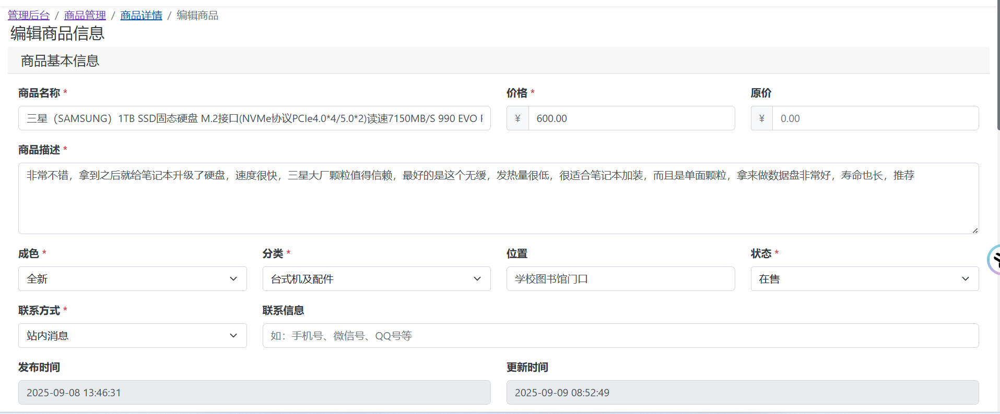 管理后台 / 商品管理 / 商品详情 / 编辑商品
编辑商品信息
商品基本信息
商品名称 * 价格 * 原价
三星（SAMSUNG）1TB SSD固态硬盘 M.2接口(NVMe协议PCIe4.0*4/5.0*2)读速7150MB/S 990 EVO ¥ 600.00 ¥ 0.00
商品描述 *
非常不错，拿到之后就给笔记本升级了硬盘，速度很快，三星大厂颗粒值得信赖，最好的是这个无缓，发热量很低，很适合笔记本加装，而且是单面颗粒，拿来做数据盘非常好，寿命也长，推荐
成色 * 分类 * 位置 状态 *
全新 台式机及配件 学校图书馆门口 在售
联系方式 * 联系信息
站内消息 如：手机号、微信号、QQ号等
发布时间 更新时间
2025-09-08 13:46:31 2025-09-09 08:52:49